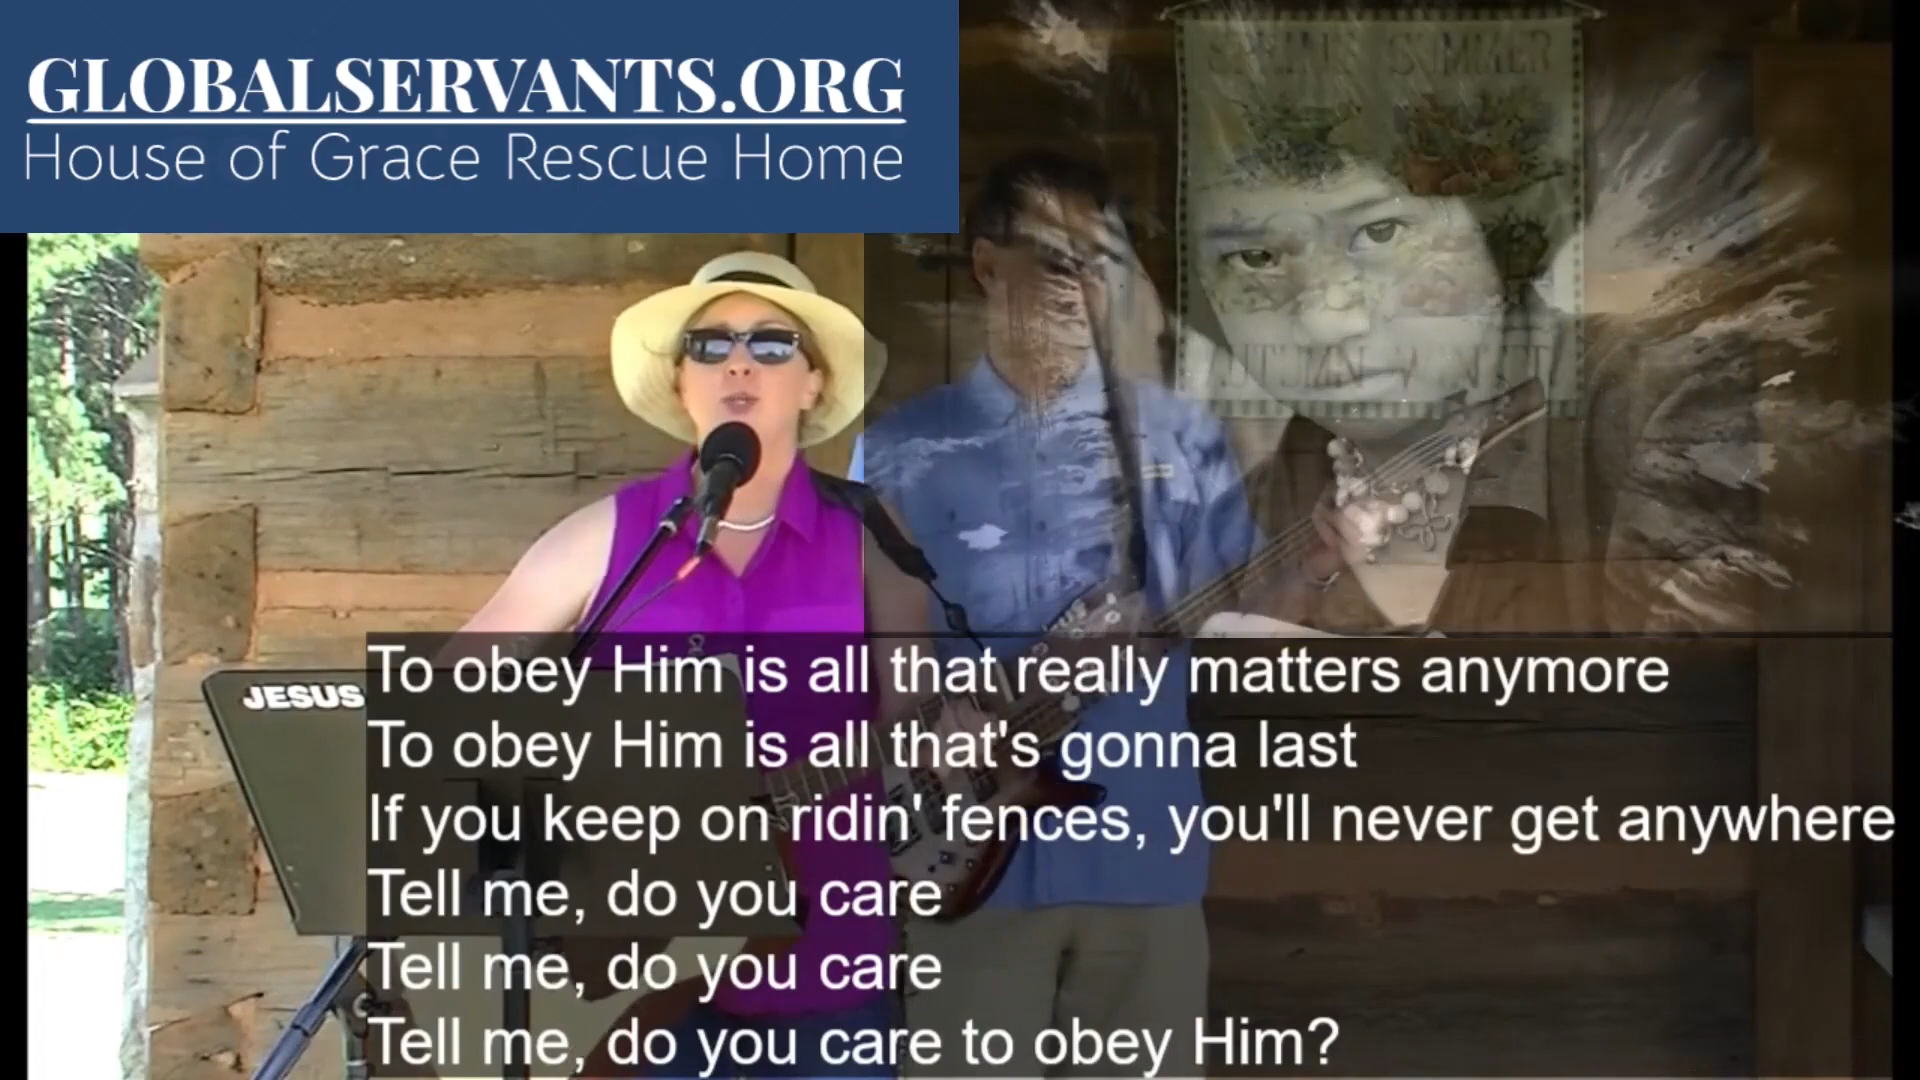 GLOBALSERVANTS.ORG
House of Grace Rescue Home
SUMMER
JESUS
To obey Him is all that really matters anymore
To obey Him is all that's gonna last
If you keep on ridin' fences, you'll never get anywhere
Tell me, do you care
Tell me, do you care
Tell me, do you care to obey Him?